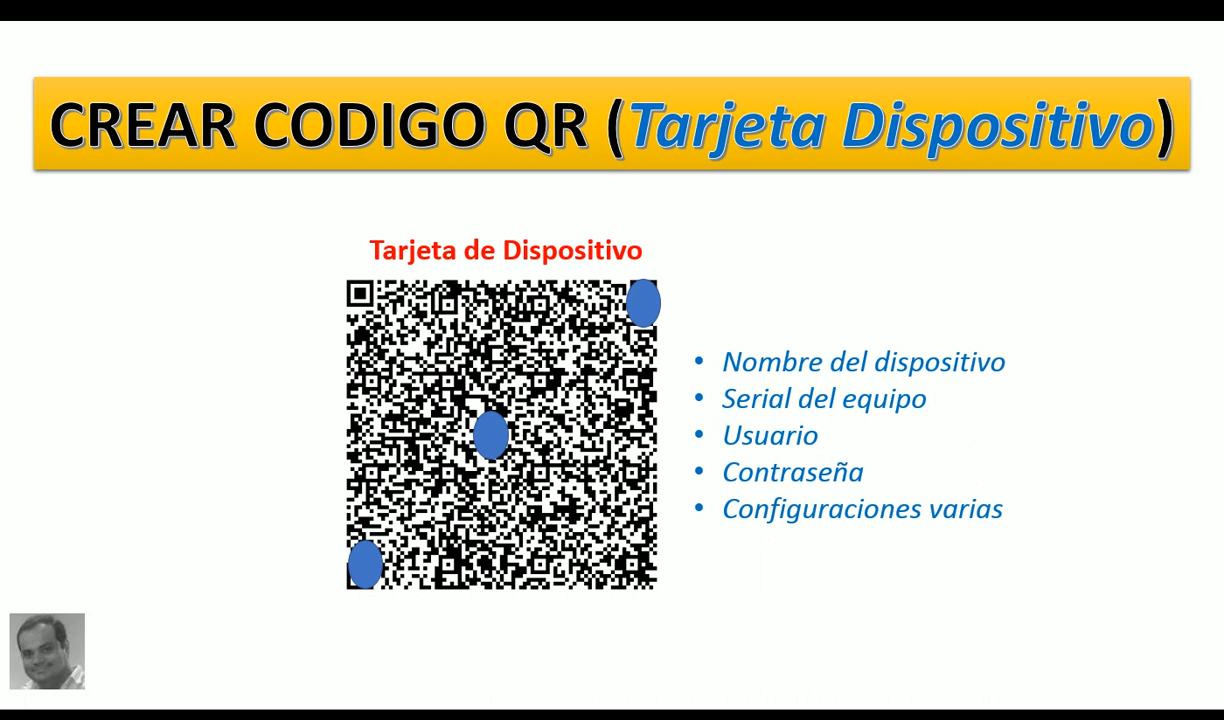 CREAR CODIGO QR (Tarjeta Dispositivo)
Tarjeta de Dispositivo
• Nombre del dispositivo
• Serial del equipo
• Usuario
• Contraseña
• Configuraciones varias